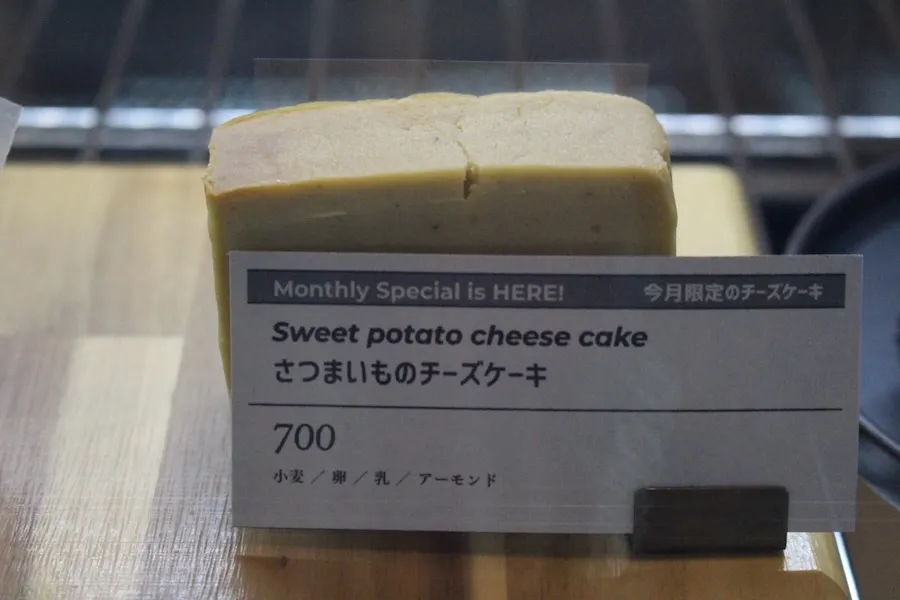 Monthly Special is HERE! 今月限定のチーズケーキ
Sweet potato cheese cake
さつまいものチーズケーキ
700
小麦 / 卵 / 乳 / アーモンド